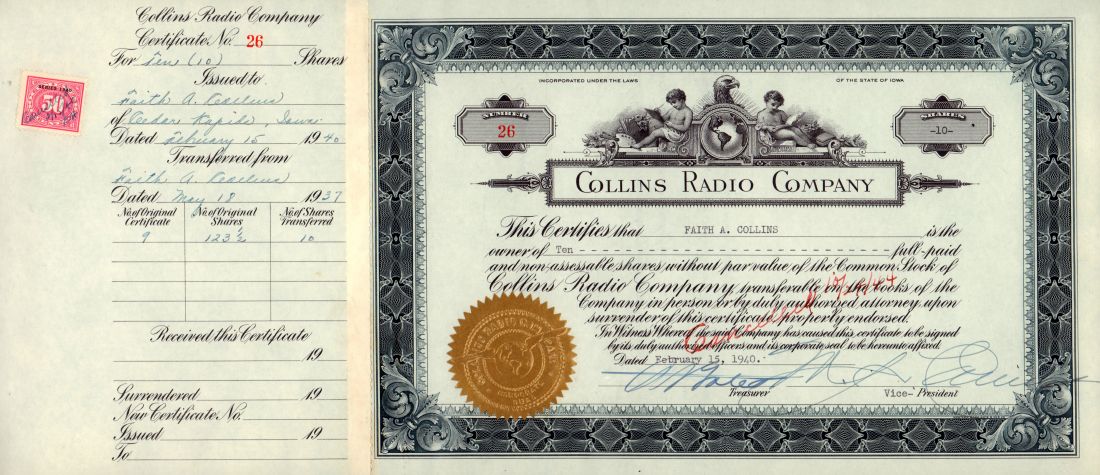 Collins Radio Company
Certificate No. 26
For Ten (10) Shares
Issued to
Faith A. Collins
of Cedar Rapids, Iowa
Dated February 15 1940
Transferred from
Faith A. Collins
Dated May 18 1937
No. of Original Certificate No. of Original Shares No. of Shares Transferred
9 123½ 10
Received this Certificate
19
Surrendered 19
New Certificate No.
Issued 19
To
SERIES 1940
50
INCORPORATED UNDER THE LAWS OF THE STATE OF IOWA
NUMBER
26
SHARES
-10-
COLLINS RADIO COMPANY
This Certifies that FAITH A. COLLINS is the
owner of Ten - - - - - - - - - - - - - - - - - - - - - - full-paid
and non-assessable shares without par value of the Common Stock of
Collins Radio Company transferable on the books of the
Company in person or by duly authorized attorney upon
surrender of this certificate properly endorsed.
Cancelled 10/24/44
In Witness Whereof, the said Company has caused this certificate to be signed
by its duly authorized officers and its corporate seal to be hereunto affixed
Dated February 15, 1940.
Treasurer Vice- President